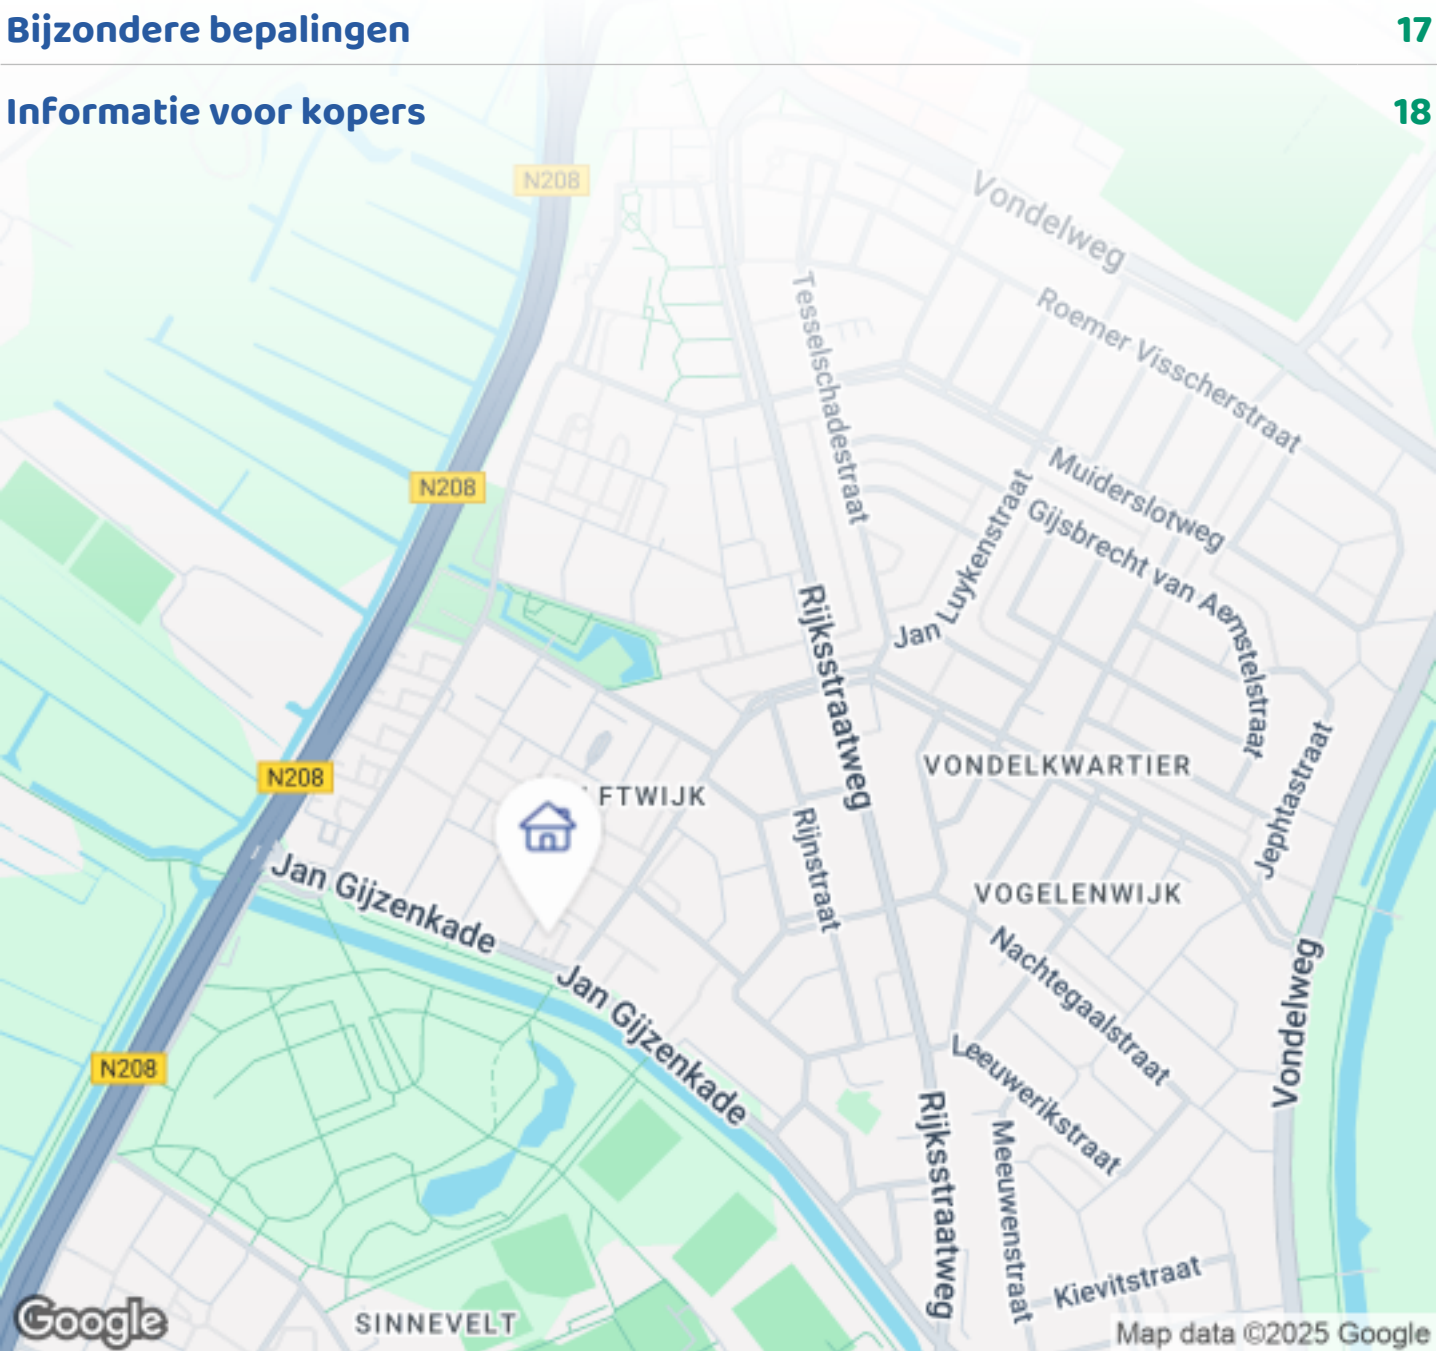 Bijzondere bepalingen 17
Informatie voor kopers 18
N208
Vondelweg
Tesselschadestraat
Roemer Visscherstraat
Muiderslotweg
N208
Jan Luykenstraat
Gijsbrecht van Aemstelstraat
Rijksstraatweg
Jephtastraat
VONDELKWARTIER
N208
LFTWIJK
Rijnstraat
Jan Gijzenkade
VOGELENWIJK
Nachtegaalstraat
Vondelweg
Jan Gijzenkade
Leeuwerikstraat
N208
Rijksstraatweg
Meeuwenstraat
Kievitstraat
Google
SINNEVELT
Map data ©2025 Google